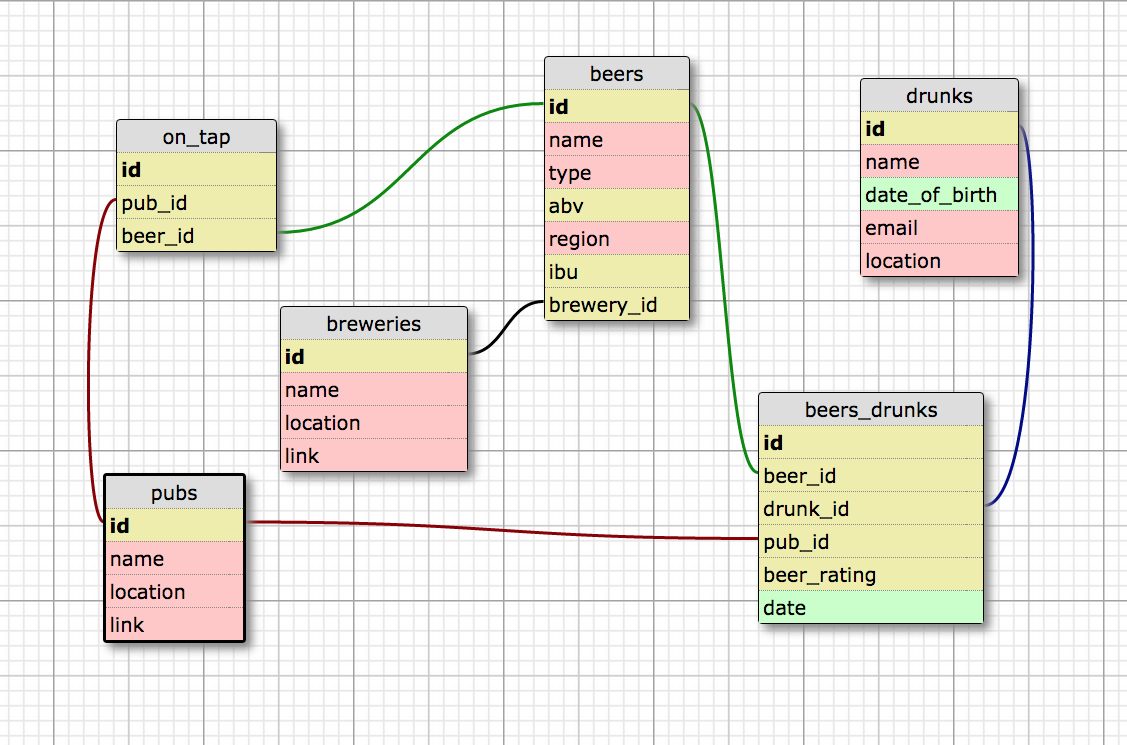 beers
id
name
type
abv
region
ibu
brewery_id
drunks
id
name
date_of_birth
email
location
on_tap
id
pub_id
beer_id
breweries
id
name
location
link
beers_drunks
id
beer_id
drunk_id
pub_id
beer_rating
date
pubs
id
name
location
link